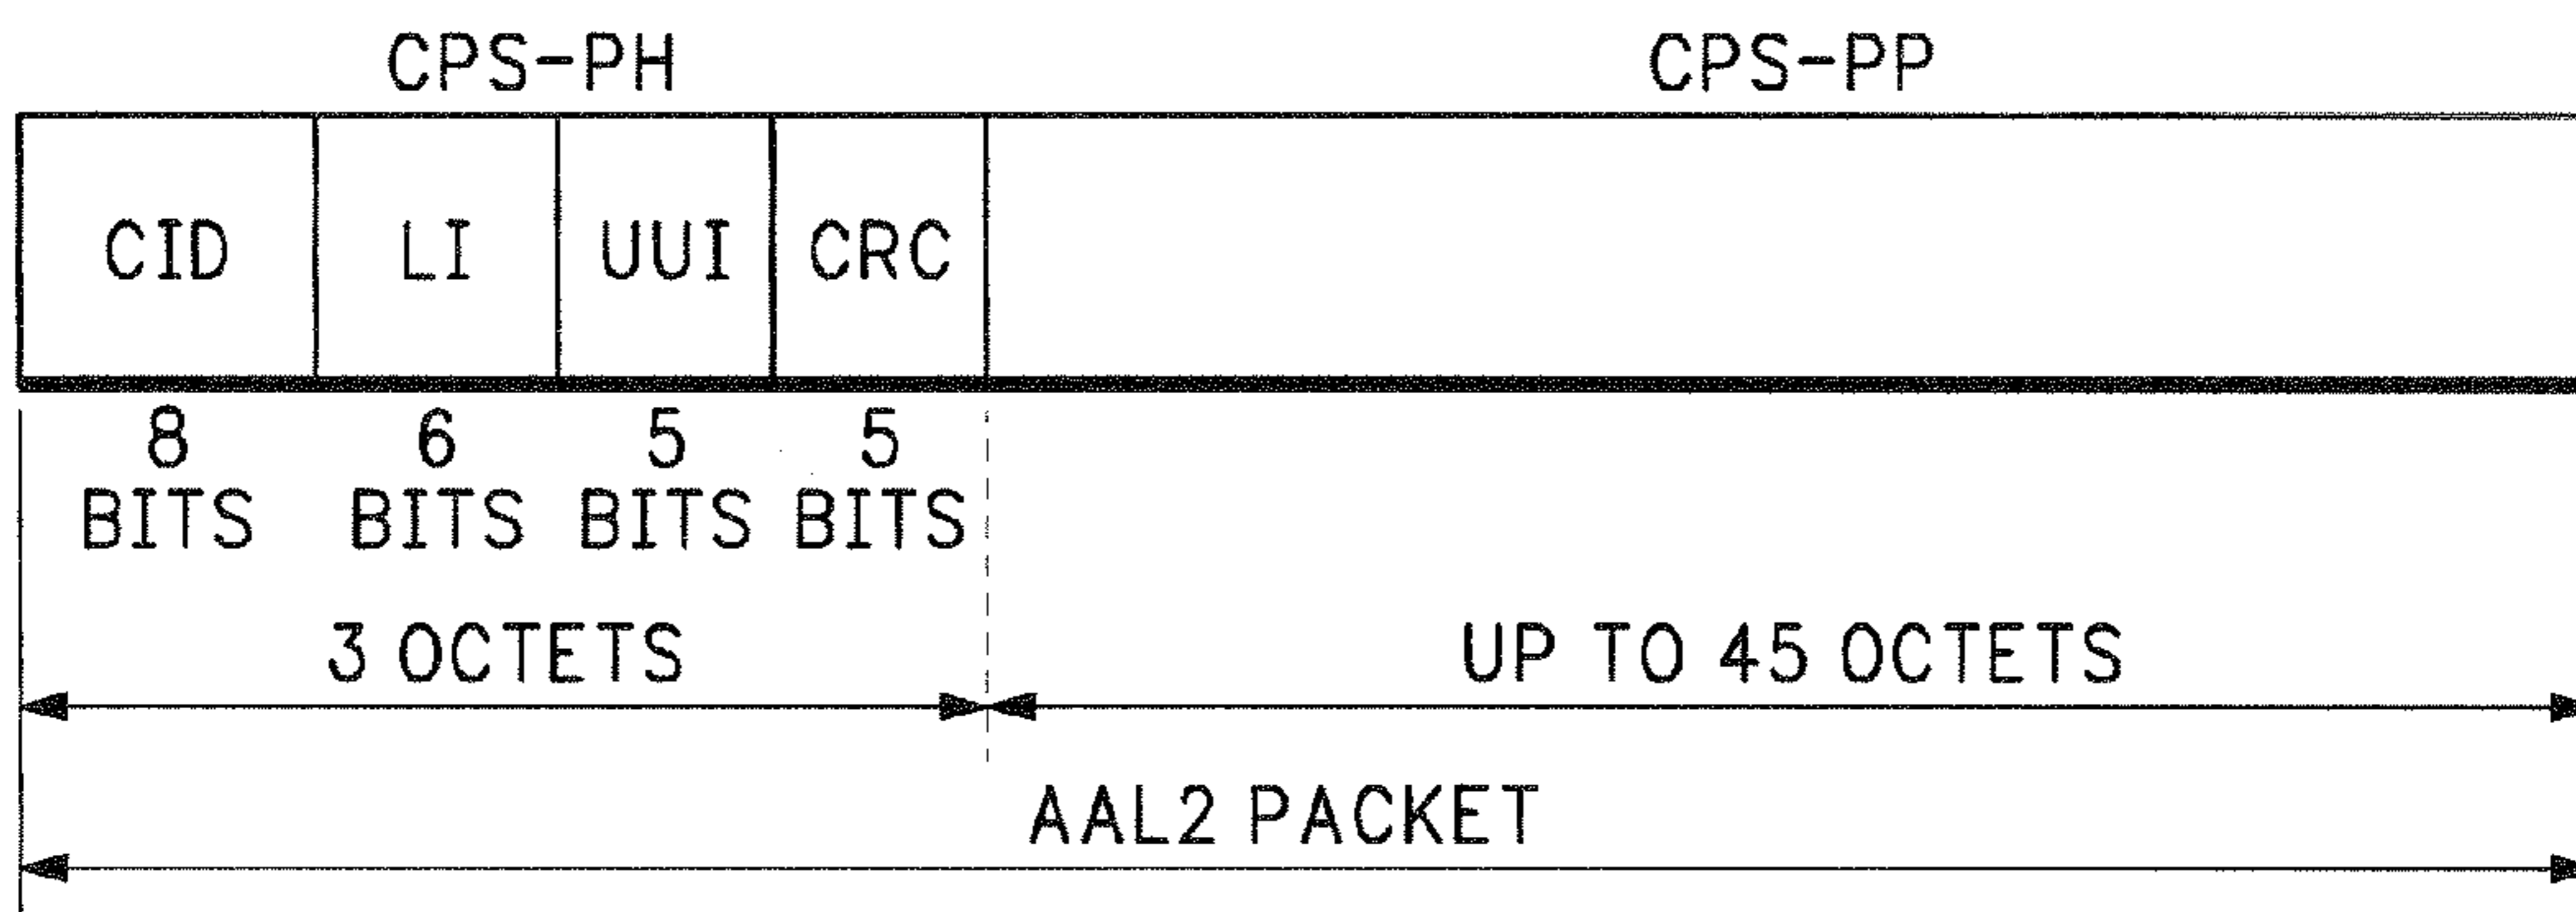 CPS-PH CPS-PP
CID LI UUI CRC
8 6 5 5
BITS BITS BITS BITS
3 OCTETS UP TO 45 OCTETS
AAL2 PACKET